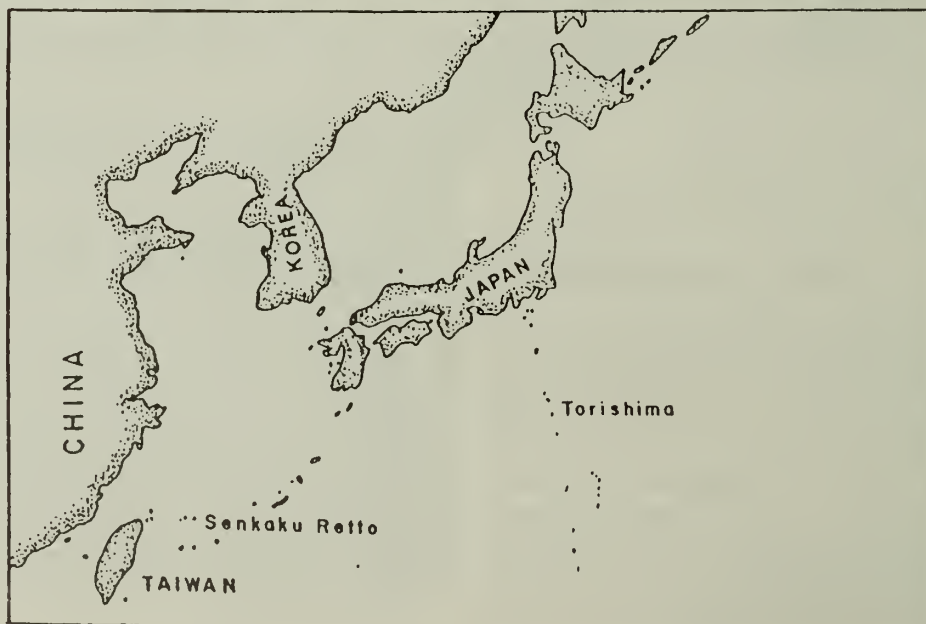 KOREA
JAPAN
CHINA
Torishima
Senkaku Retto
TAIWAN